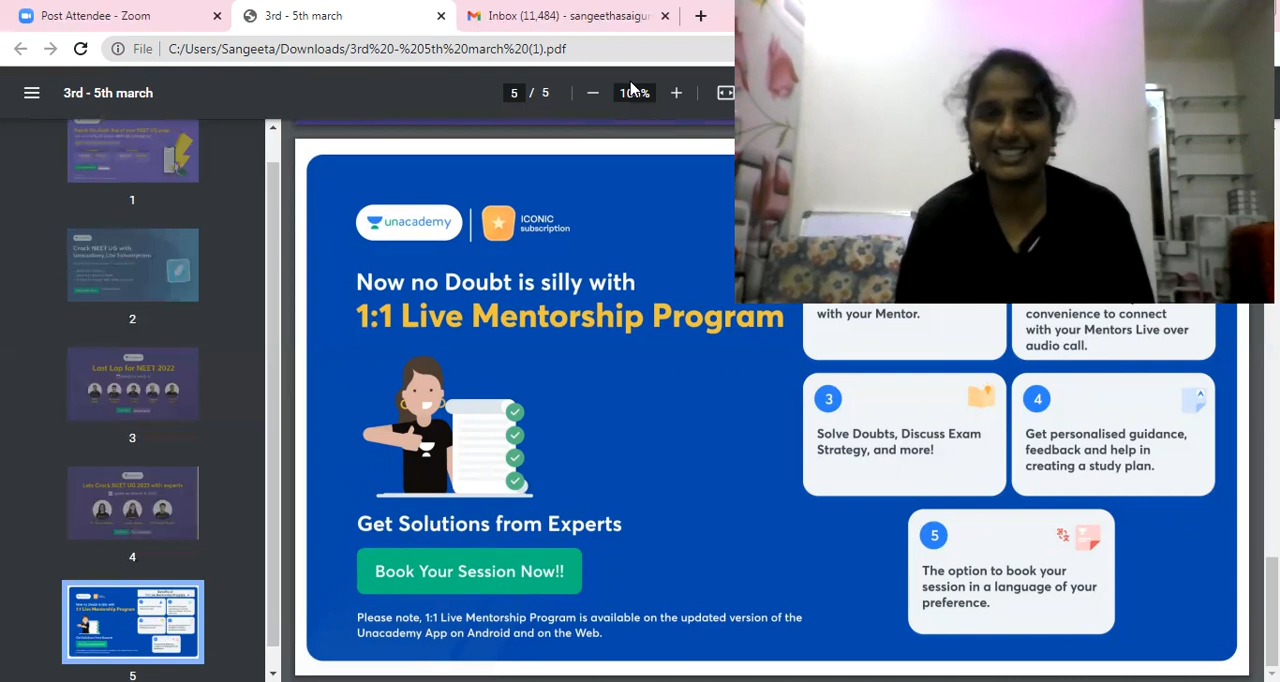 Post Attendee - Zoom
3rd - 5th march
Inbox (11,484) - sangeethasaigur
File
C:/Users/Sangeeta/Downloads/3rd%20-%205th%20march%20(1).pdf
3rd - 5th march
5 / 5
1
2
Last Lap for NEET 2022
3
4
5
unacademy
ICONIC
subscription
Now no Doubt is silly with
1:1 Live Mentorship Program
Get Solutions from Experts
Book Your Session Now!!
Please note, 1:1 Live Mentorship Program is available on the updated version of the
Unacademy App on Android and on the Web.
with your Mentor.
convenience to connect
with your Mentors Live over
audio call.
3
Solve Doubts, Discuss Exam
Strategy, and more!
4
Get personalised guidance,
feedback and help in
creating a study plan.
5
The option to book your
session in a language of your
preference.